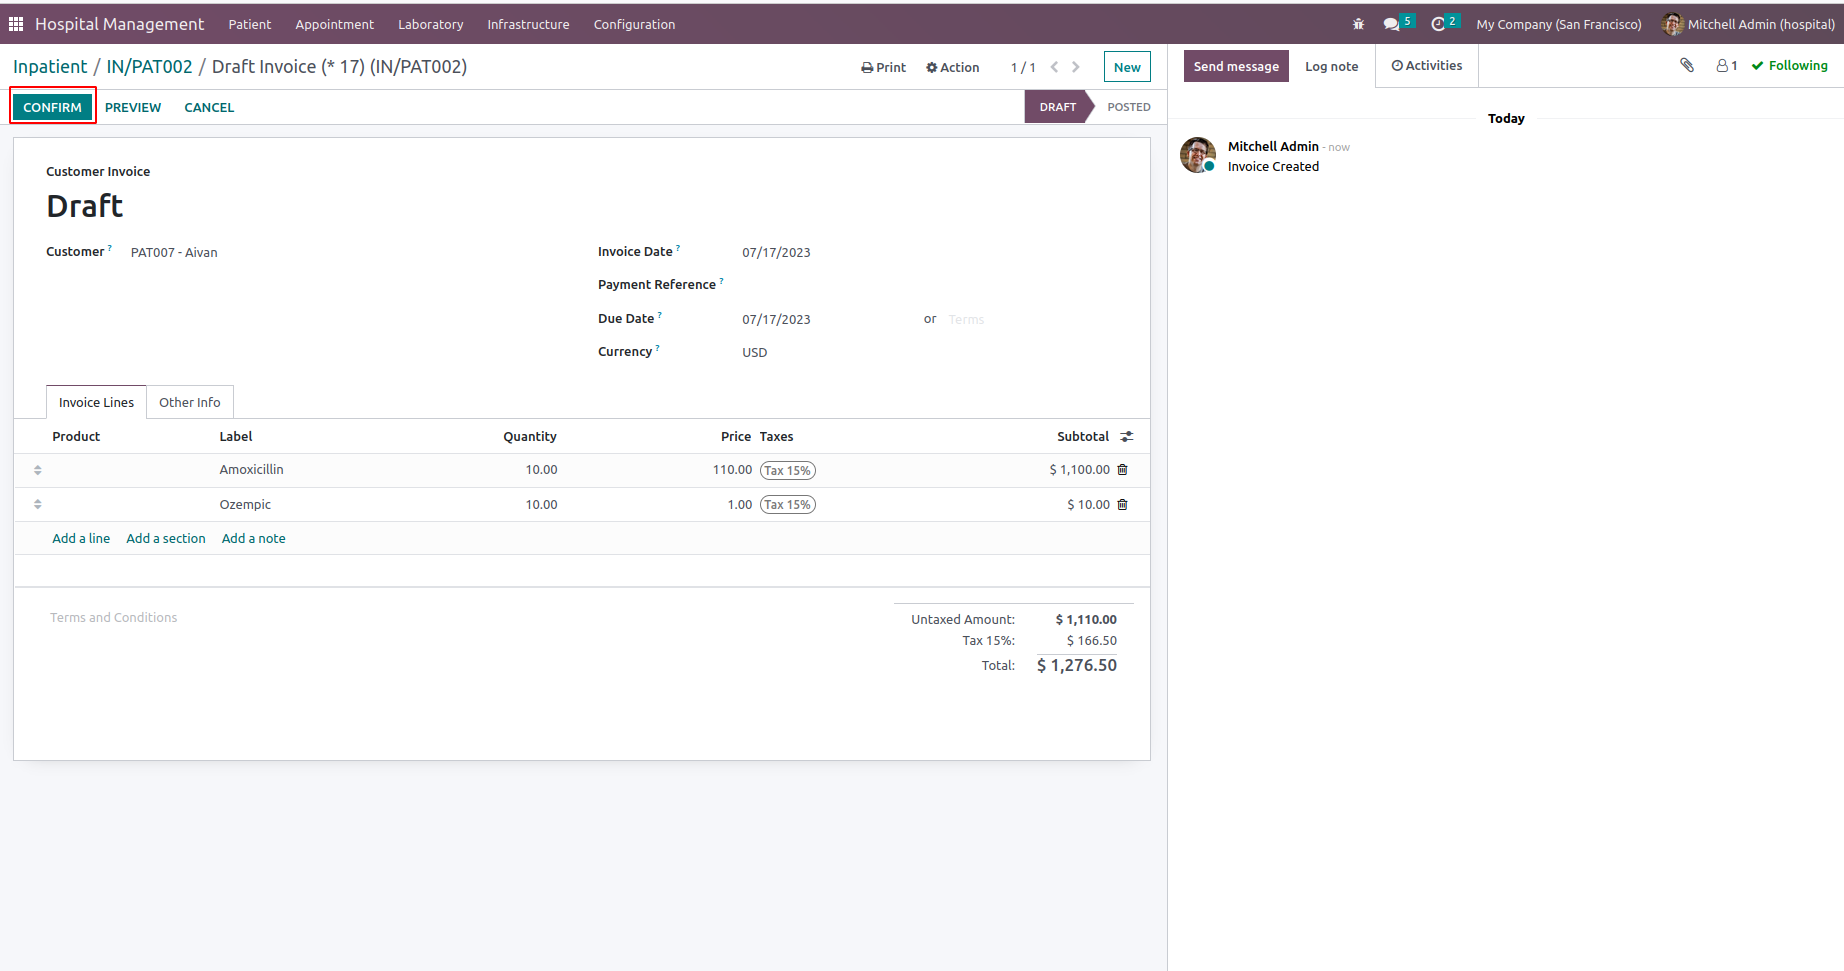 Hospital Management Patient Appointment Laboratory Infrastructure Configuration 5 2 My Company (San Francisco) Mitchell Admin (hospital)
Inpatient / IN/PAT002 / Draft Invoice (* 17) (IN/PAT002) Print Action 1 / 1 New
CONFIRM PREVIEW CANCEL DRAFT POSTED
Customer Invoice
Draft
Customer ? PAT007 - Aivan
Invoice Date ? 07/17/2023
Payment Reference ?
Due Date ? 07/17/2023 or Terms
Currency ? USD
Invoice Lines Other Info
Product Label Quantity Price Taxes Subtotal
Amoxicillin 10.00 110.00 Tax 15% $ 1,100.00
Ozempic 10.00 1.00 Tax 15% $ 10.00
Add a line Add a section Add a note
Terms and Conditions
Untaxed Amount: $ 1,110.00
Tax 15%: $ 166.50
Total: $ 1,276.50
Send message Log note Activities 1 Following
Today
Mitchell Admin - now
Invoice Created